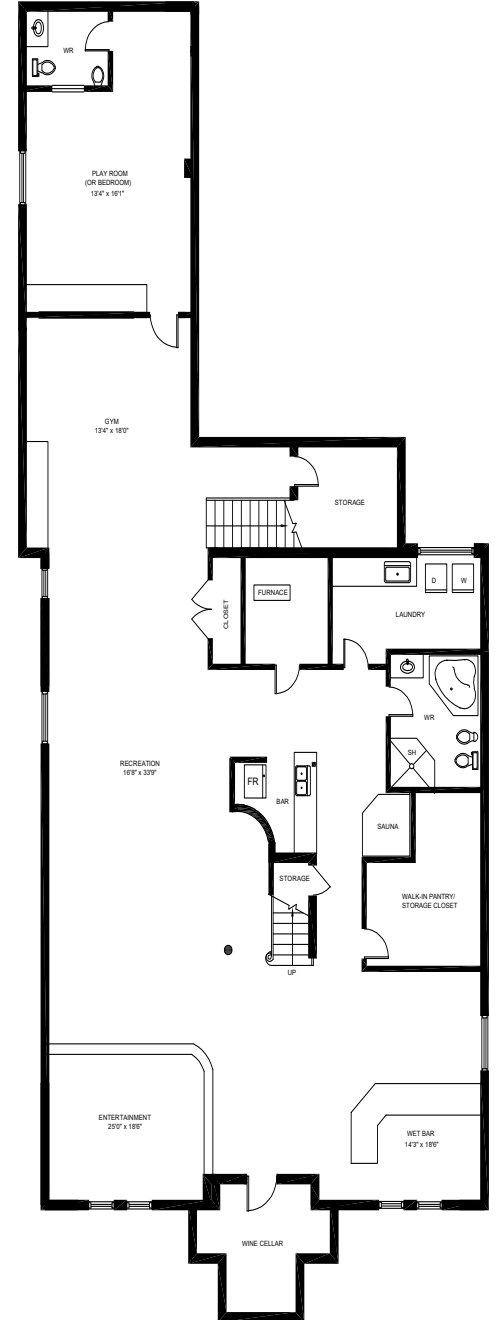 WR
PLAY ROOM
(OR BEDROOM)
13'4" x 16'1"
GYM
13'4" x 18'0"
STORAGE
FURNACE
CLOSET
D
W
LAUNDRY
WR
SH
RECREATION
16'8" x 33'9"
FR
BAR
SAUNA
STORAGE
WALK-IN PANTRY/
STORAGE CLOSET
UP
ENTERTAINMENT
25'0" x 18'6"
WET BAR
14'3" x 18'6"
WINE CELLAR